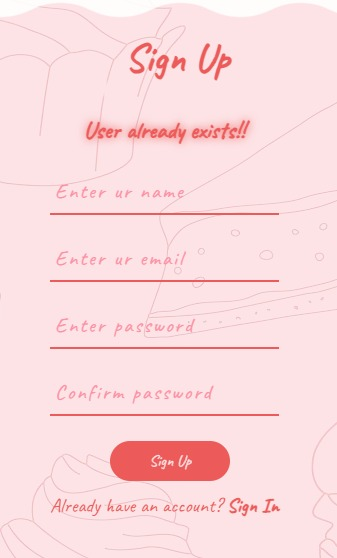 Sign Up
User already exists!!
Enter ur name
Enter ur email
Enter password
Confirm password
Sign Up
Already have an account? Sign In